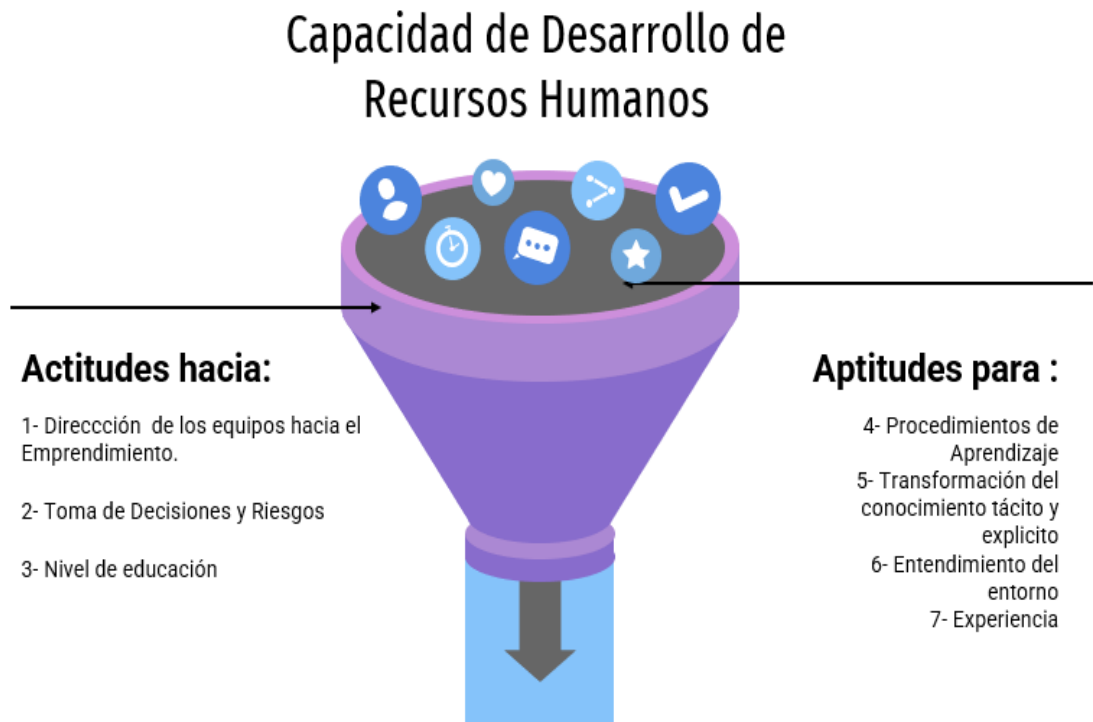 Capacidad de Desarrollo de
Recursos Humanos
Actitudes hacia:
1- Direccción de los equipos hacia el
Emprendimiento.
2- Toma de Decisiones y Riesgos
3- Nivel de educación
Aptitudes para :
4- Procedimientos de
Aprendizaje
5- Transformación del
conocimiento tácito y
explicito
6- Entendimiento del
entorno
7- Experiencia